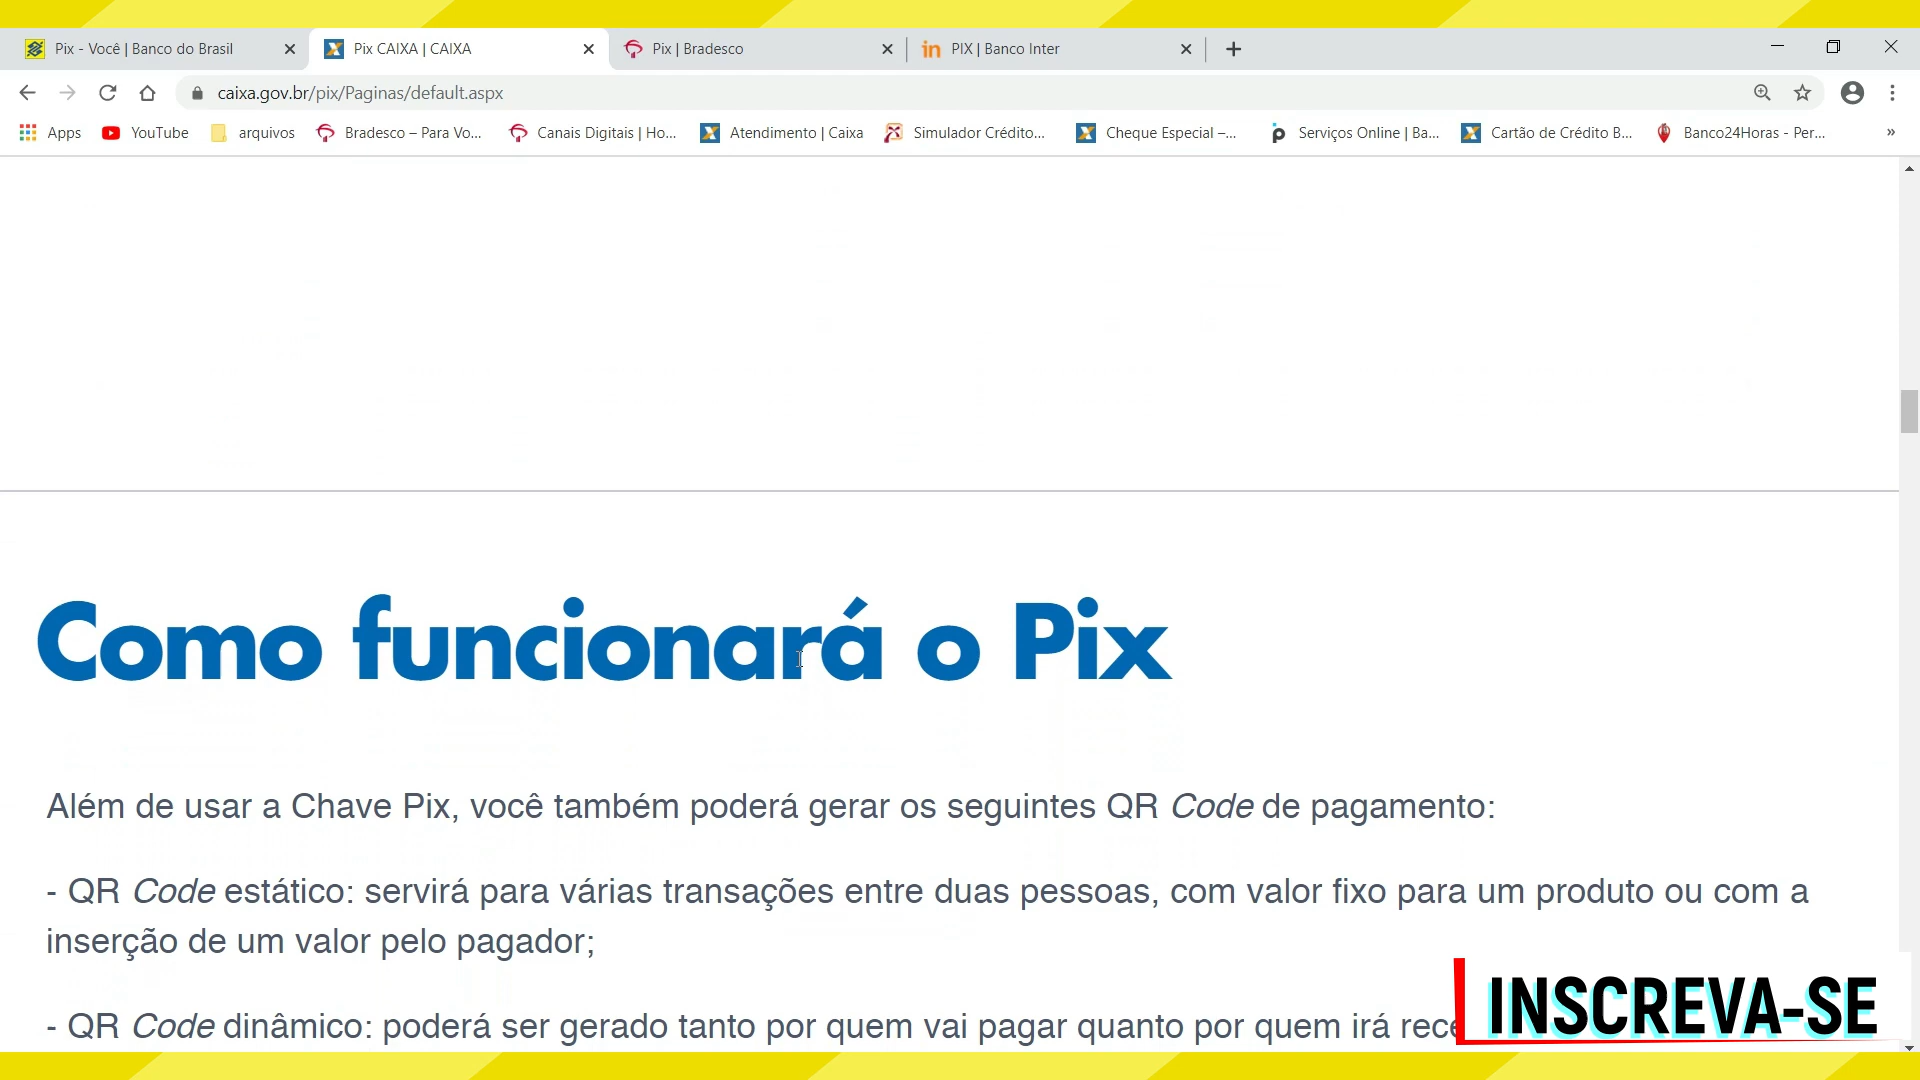 Pix - Você | Banco do Brasil
Pix CAIXA | CAIXA
Pix | Bradesco
in PIX | Banco Inter
caixa.gov.br/pix/Paginas/default.aspx
Apps
YouTube
arquivos
Bradesco – Para Vo...
Canais Digitais | Ho...
Atendimento | Caixa
Simulador Crédito...
Cheque Especial –...
Serviços Online | Ba...
Cartão de Crédito B...
Banco24Horas - Per...
Como funcionará o Pix
Além de usar a Chave Pix, você também poderá gerar os seguintes QR Code de pagamento:
- QR Code estático: servirá para várias transações entre duas pessoas, com valor fixo para um produto ou com a
inserção de um valor pelo pagador;
- QR Code dinâmico: poderá ser gerado tanto por quem vai pagar quanto por quem irá
INSCREVA-SE